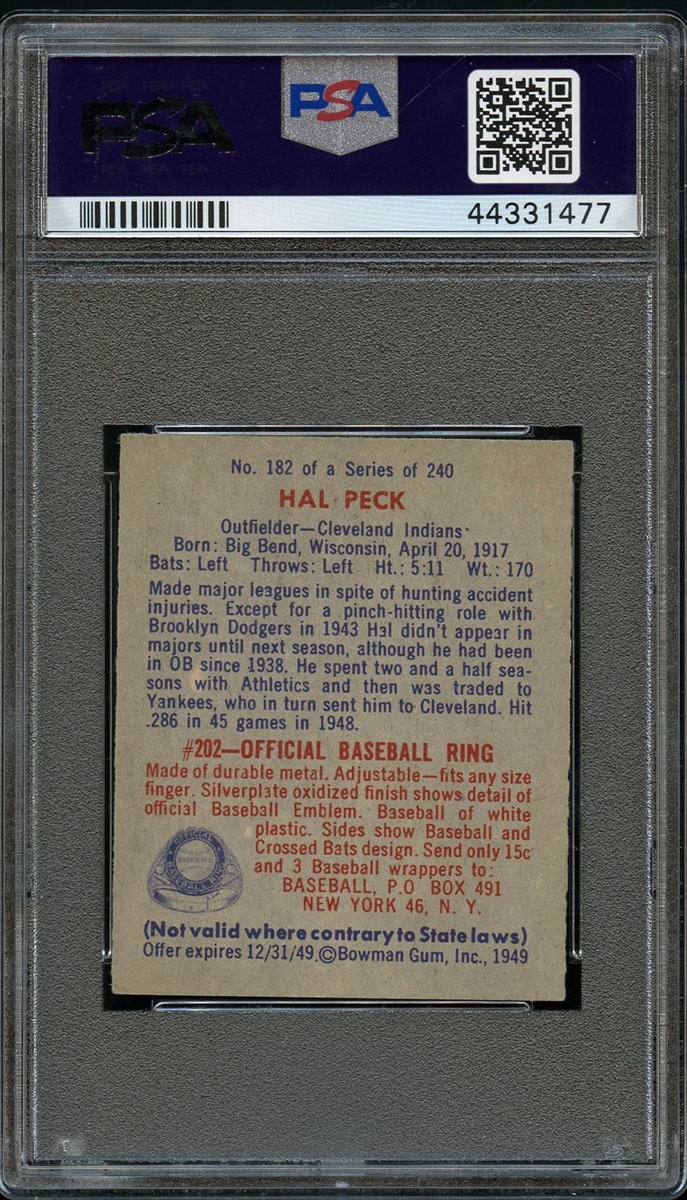 PSA
PSA
44331477
No. 182 of a Series of 240
HAL PECK
Outfielder—Cleveland Indians
Born: Big Bend, Wisconsin, April 20, 1917
Bats: Left Throws: Left Ht.: 5:11 Wt.: 170
Made major leagues in spite of hunting accident
injuries. Except for a pinch-hitting role with
Brooklyn Dodgers in 1943 Hal didn't appear in
majors until next season, although he had been
in OB since 1938. He spent two and a half sea-
sons with Athletics and then was traded to
Yankees, who in turn sent him to Cleveland. Hit
.286 in 45 games in 1948.
#202—OFFICIAL BASEBALL RING
Made of durable metal. Adjustable—fits any size
finger. Silverplate oxidized finish shows detail of
official Baseball Emblem. Baseball of white
plastic. Sides show Baseball and
Crossed Bats design. Send only 15c
and 3 Baseball wrappers to:
BASEBALL, P.O BOX 491
NEW YORK 46, N. Y.
OFFICIAL
BASEBALL RING
(Not valid where contrary to State laws)
Offer expires 12/31/49.©Bowman Gum, Inc., 1949